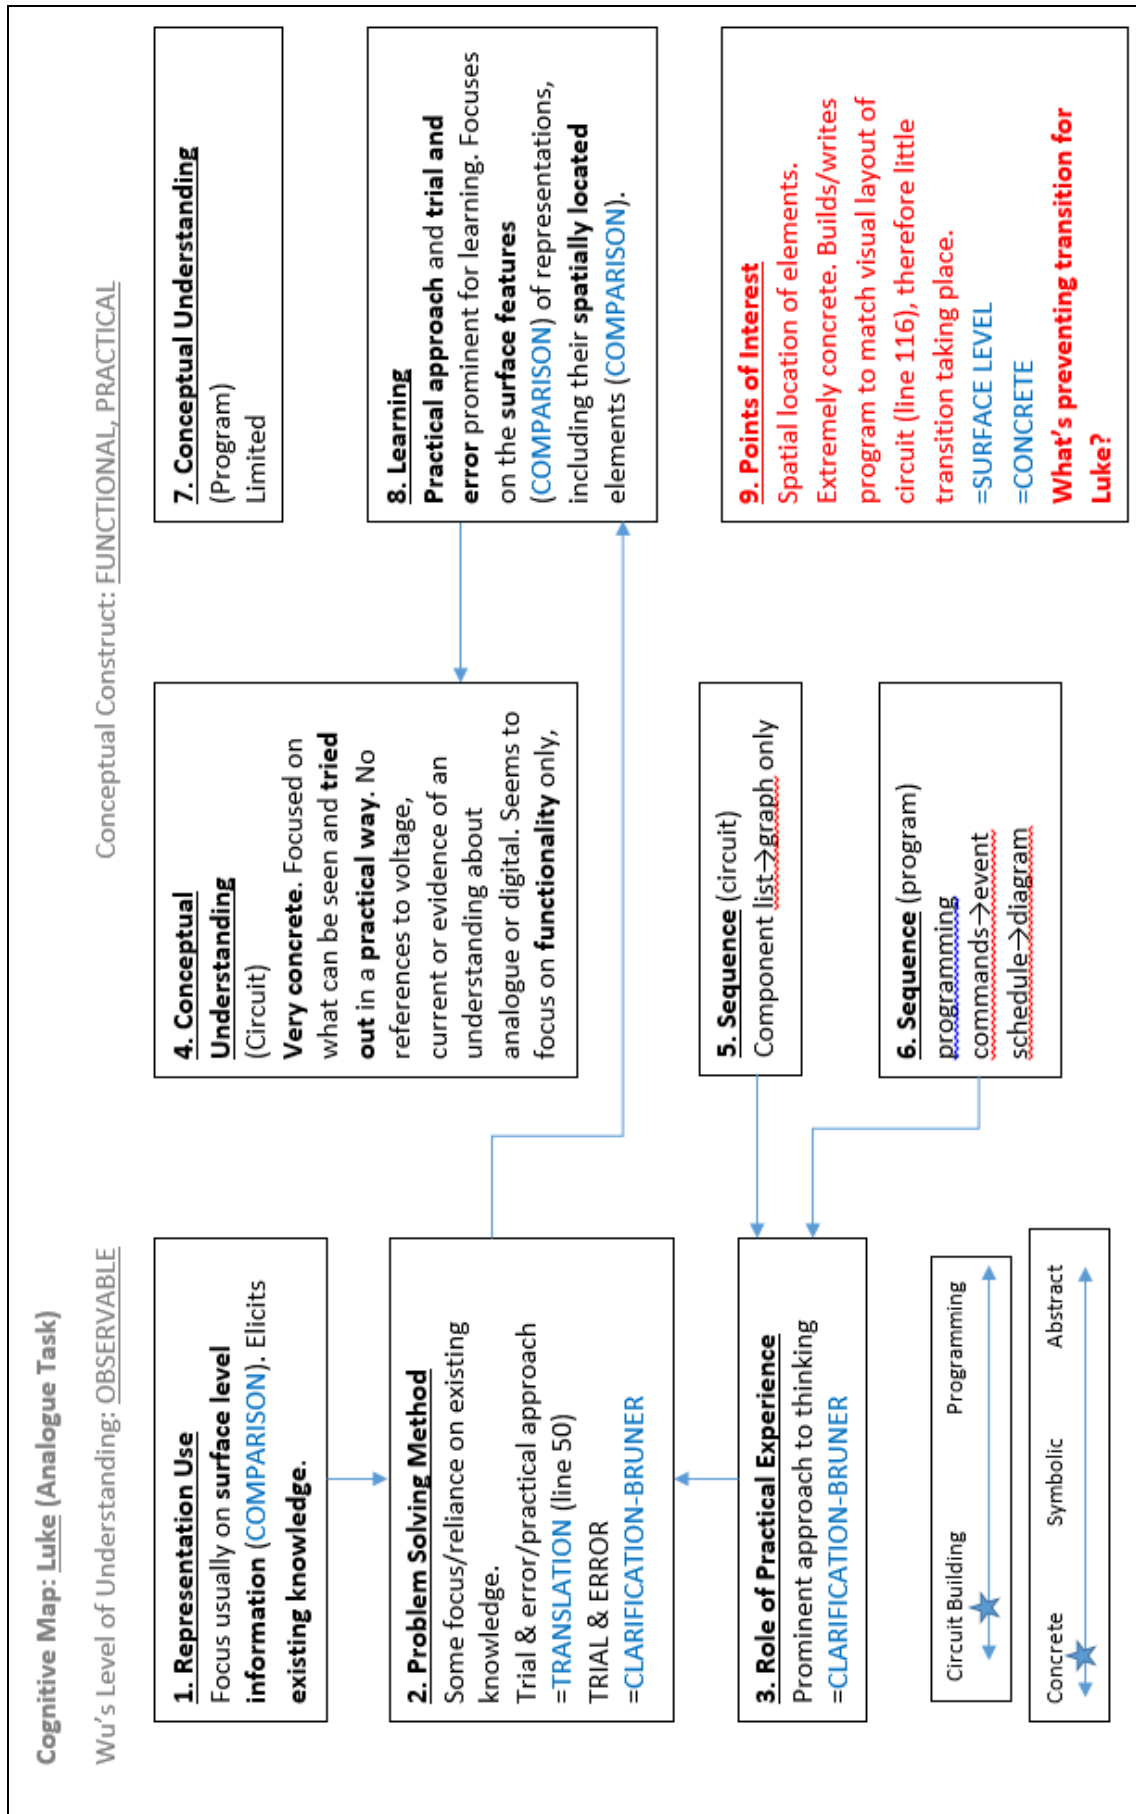 Cognitive Map: Luke (Analogue Task)
Wu's Level of Understanding: OBSERVABLE
Conceptual Construct: FUNCTIONAL, PRACTICAL
1. Representation Use
Focus usually on surface level
information (COMPARISON). Elicits
existing knowledge.
2. Problem Solving Method
Some focus/reliance on existing
knowledge.
Trial & error/practical approach
=TRANSLATION (line 50)
TRIAL & ERROR
=CLARIFICATION-BRUNER
3. Role of Practical Experience
Prominent approach to thinking
=CLARIFICATION-BRUNER
Circuit Building Programming
Concrete Symbolic Abstract
4. Conceptual
Understanding
(Circuit)
Very concrete. Focused on
what can be seen and tried
out in a practical way. No
references to voltage,
current or evidence of an
understanding about
analogue or digital. Seems to
focus on functionality only,
5. Sequence (circuit)
Component list→graph only
6. Sequence (program)
programming
commands→event
schedule→diagram
7. Conceptual Understanding
(Program)
Limited
8. Learning
Practical approach and trial and
error prominent for learning. Focuses
on the surface features
(COMPARISON) of representations,
including their spatially located
elements (COMPARISON).
9. Points of Interest
Spatial location of elements.
Extremely concrete. Builds/writes
program to match visual layout of
circuit (line 116), therefore little
transition taking place.
=SURFACE LEVEL
=CONCRETE
What's preventing transition for
Luke?